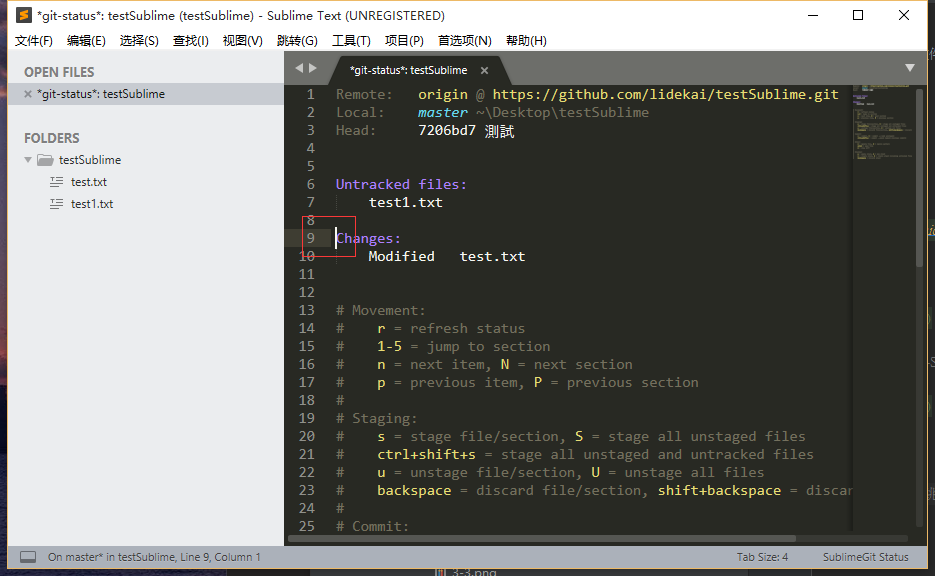 *git-status*: testSublime (testSublime) - Sublime Text (UNREGISTERED)
文件(F) 编辑(E) 选择(S) 查找(I) 视图(V) 跳转(G) 工具(T) 项目(P) 首选项(N) 帮助(H)
OPEN FILES
*git-status*: testSublime
FOLDERS
testSublime
test.txt
test1.txt
*git-status*: testSublime
1 Remote: origin @ https://github.com/lidekai/testSublime.git
2 Local: master ~\Desktop\testSublime
3 Head: 7206bd7 測試
4
5
6 Untracked files:
7 test1.txt
8
9 Changes:
10 Modified test.txt
11
12
13 # Movement:
14 # r = refresh status
15 # 1-5 = jump to section
16 # n = next item, N = next section
17 # p = previous item, P = previous section
18 #
19 # Staging:
20 # s = stage file/section, S = stage all unstaged files
21 # ctrl+shift+s = stage all unstaged and untracked files
22 # u = unstage file/section, U = unstage all files
23 # backspace = discard file/section, shift+backspace = discar
24 #
25 # Commit:
On master* in testSublime, Line 9, Column 1
Tab Size: 4
SublimeGit Status
3-3.png